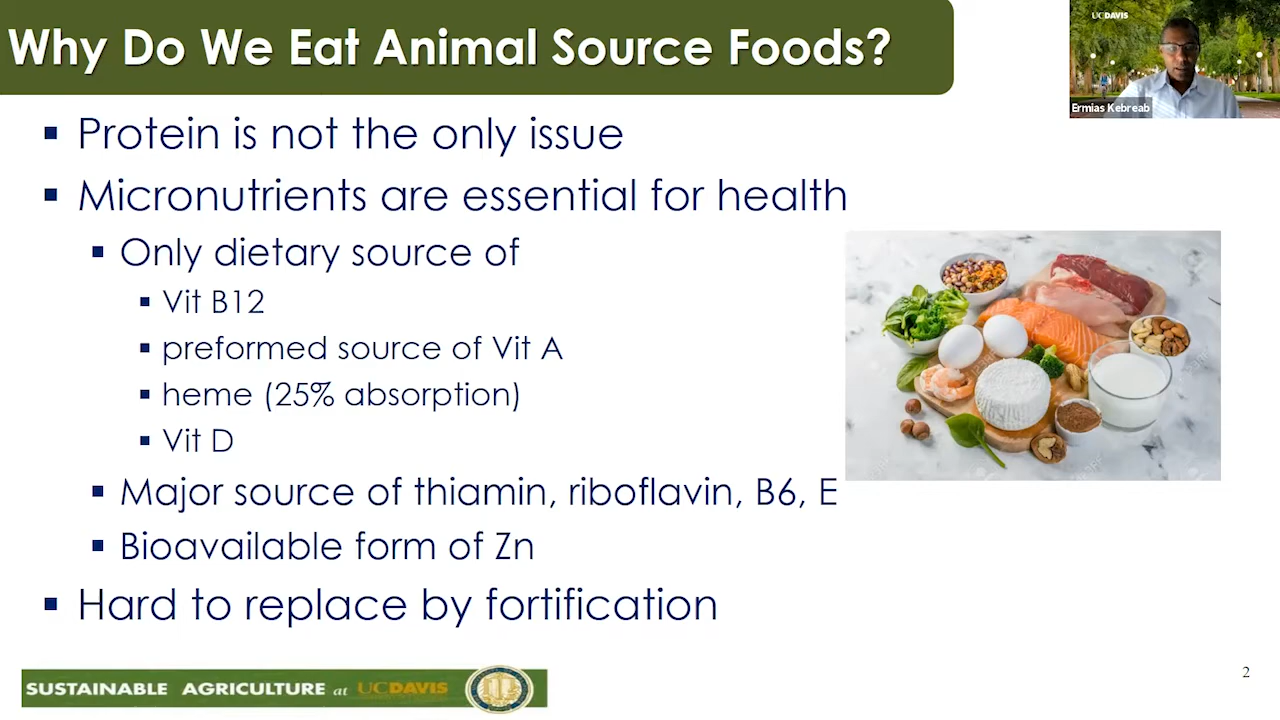 Why Do We Eat Animal Source Foods?
UCDAVIS
Ermias Kebreab
▪ Protein is not the only issue
▪ Micronutrients are essential for health
▪ Only dietary source of
▪ Vit B12
▪ preformed source of Vit A
▪ heme (25% absorption)
▪ Vit D
▪ Major source of thiamin, riboflavin, B6, E
▪ Bioavailable form of Zn
▪ Hard to replace by fortification
SUSTAINABLE AGRICULTURE at UCDAVIS
2